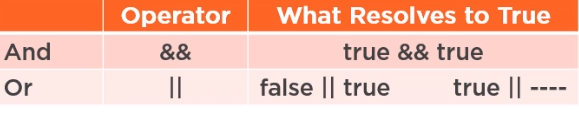 Operator What Resolves to True
And && true && true
Or || false || true true || ----